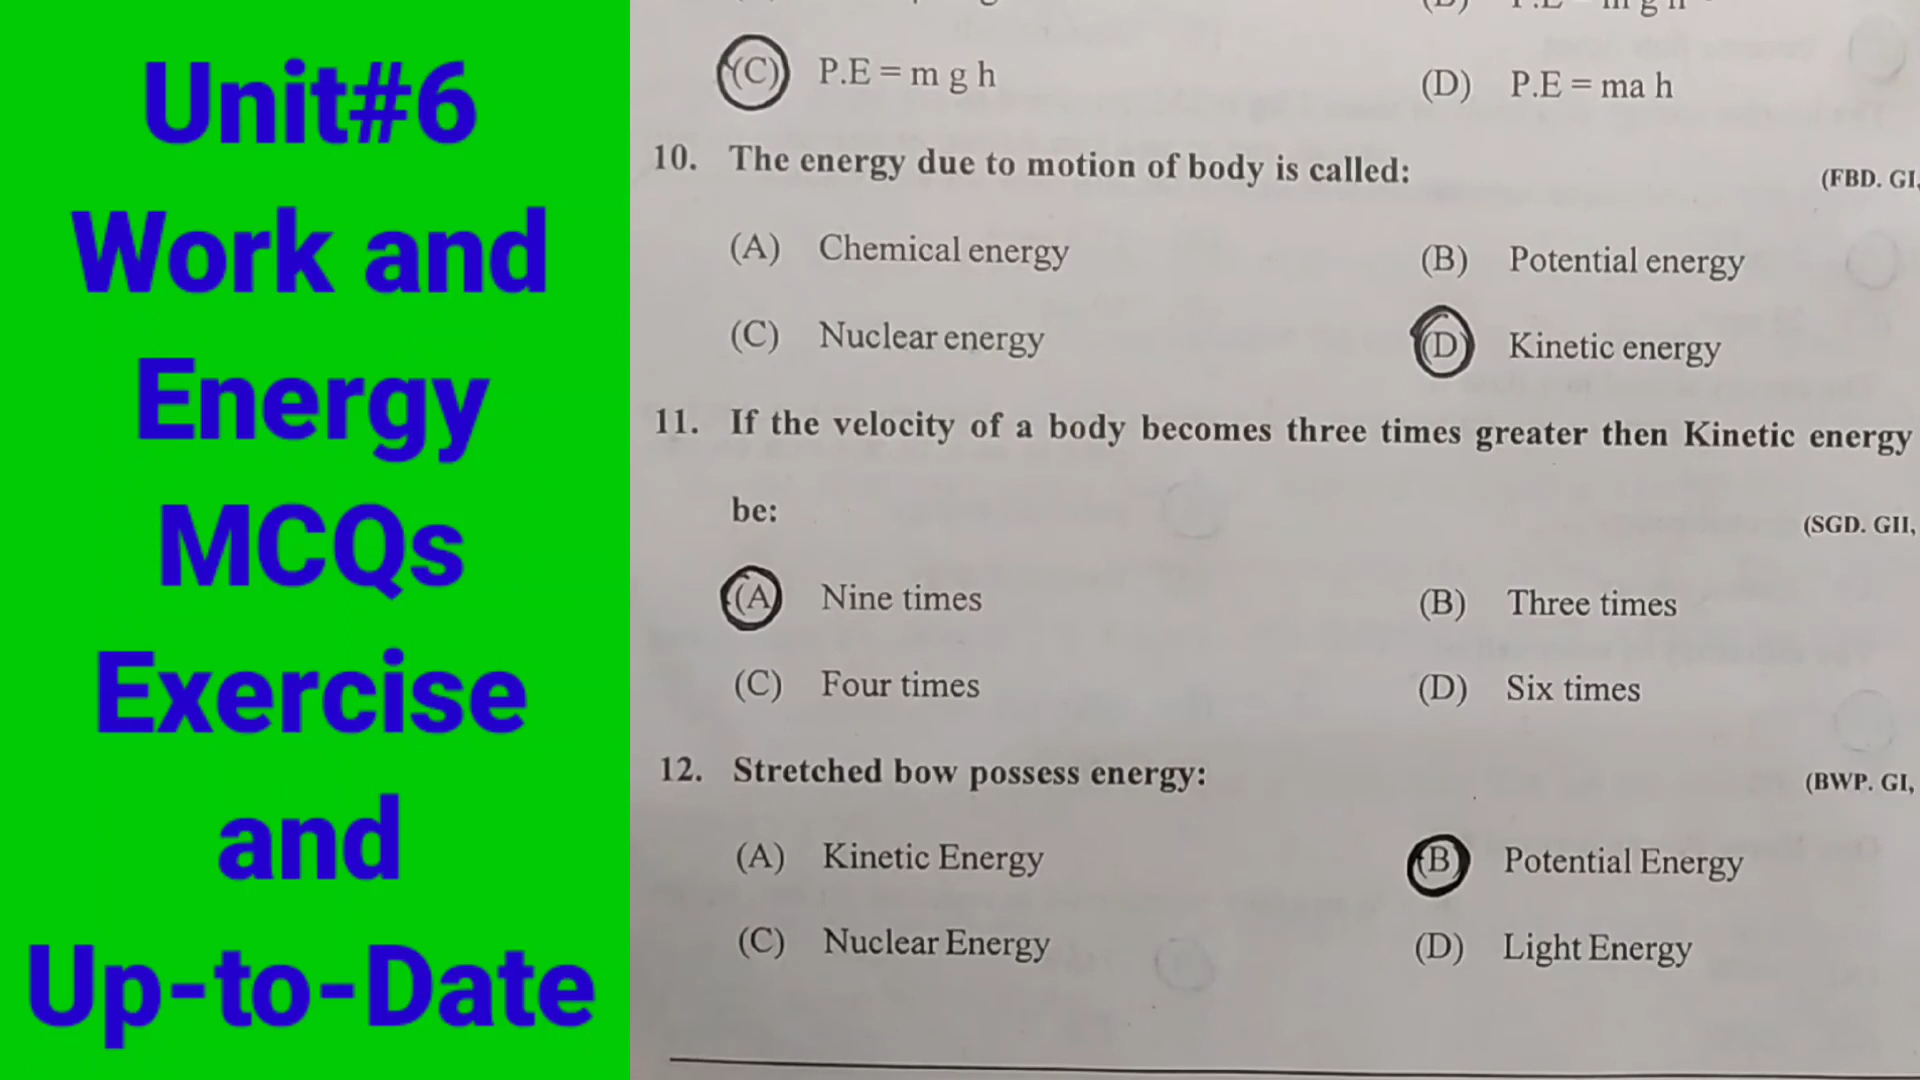 Unit#6
Work and
Energy
MCQs
Exercise
and
Up-to-Date
(C) P.E = m g h (D) P.E = ma h
10. The energy due to motion of body is called: (FBD. GI,
(A) Chemical energy (B) Potential energy
(C) Nuclear energy (D) Kinetic energy
11. If the velocity of a body becomes three times greater then Kinetic energy
be: (SGD. GII,
(A Nine times (B) Three times
(C) Four times (D) Six times
12. Stretched bow possess energy: (BWP. GI,
(A) Kinetic Energy (B) Potential Energy
(C) Nuclear Energy (D) Light Energy